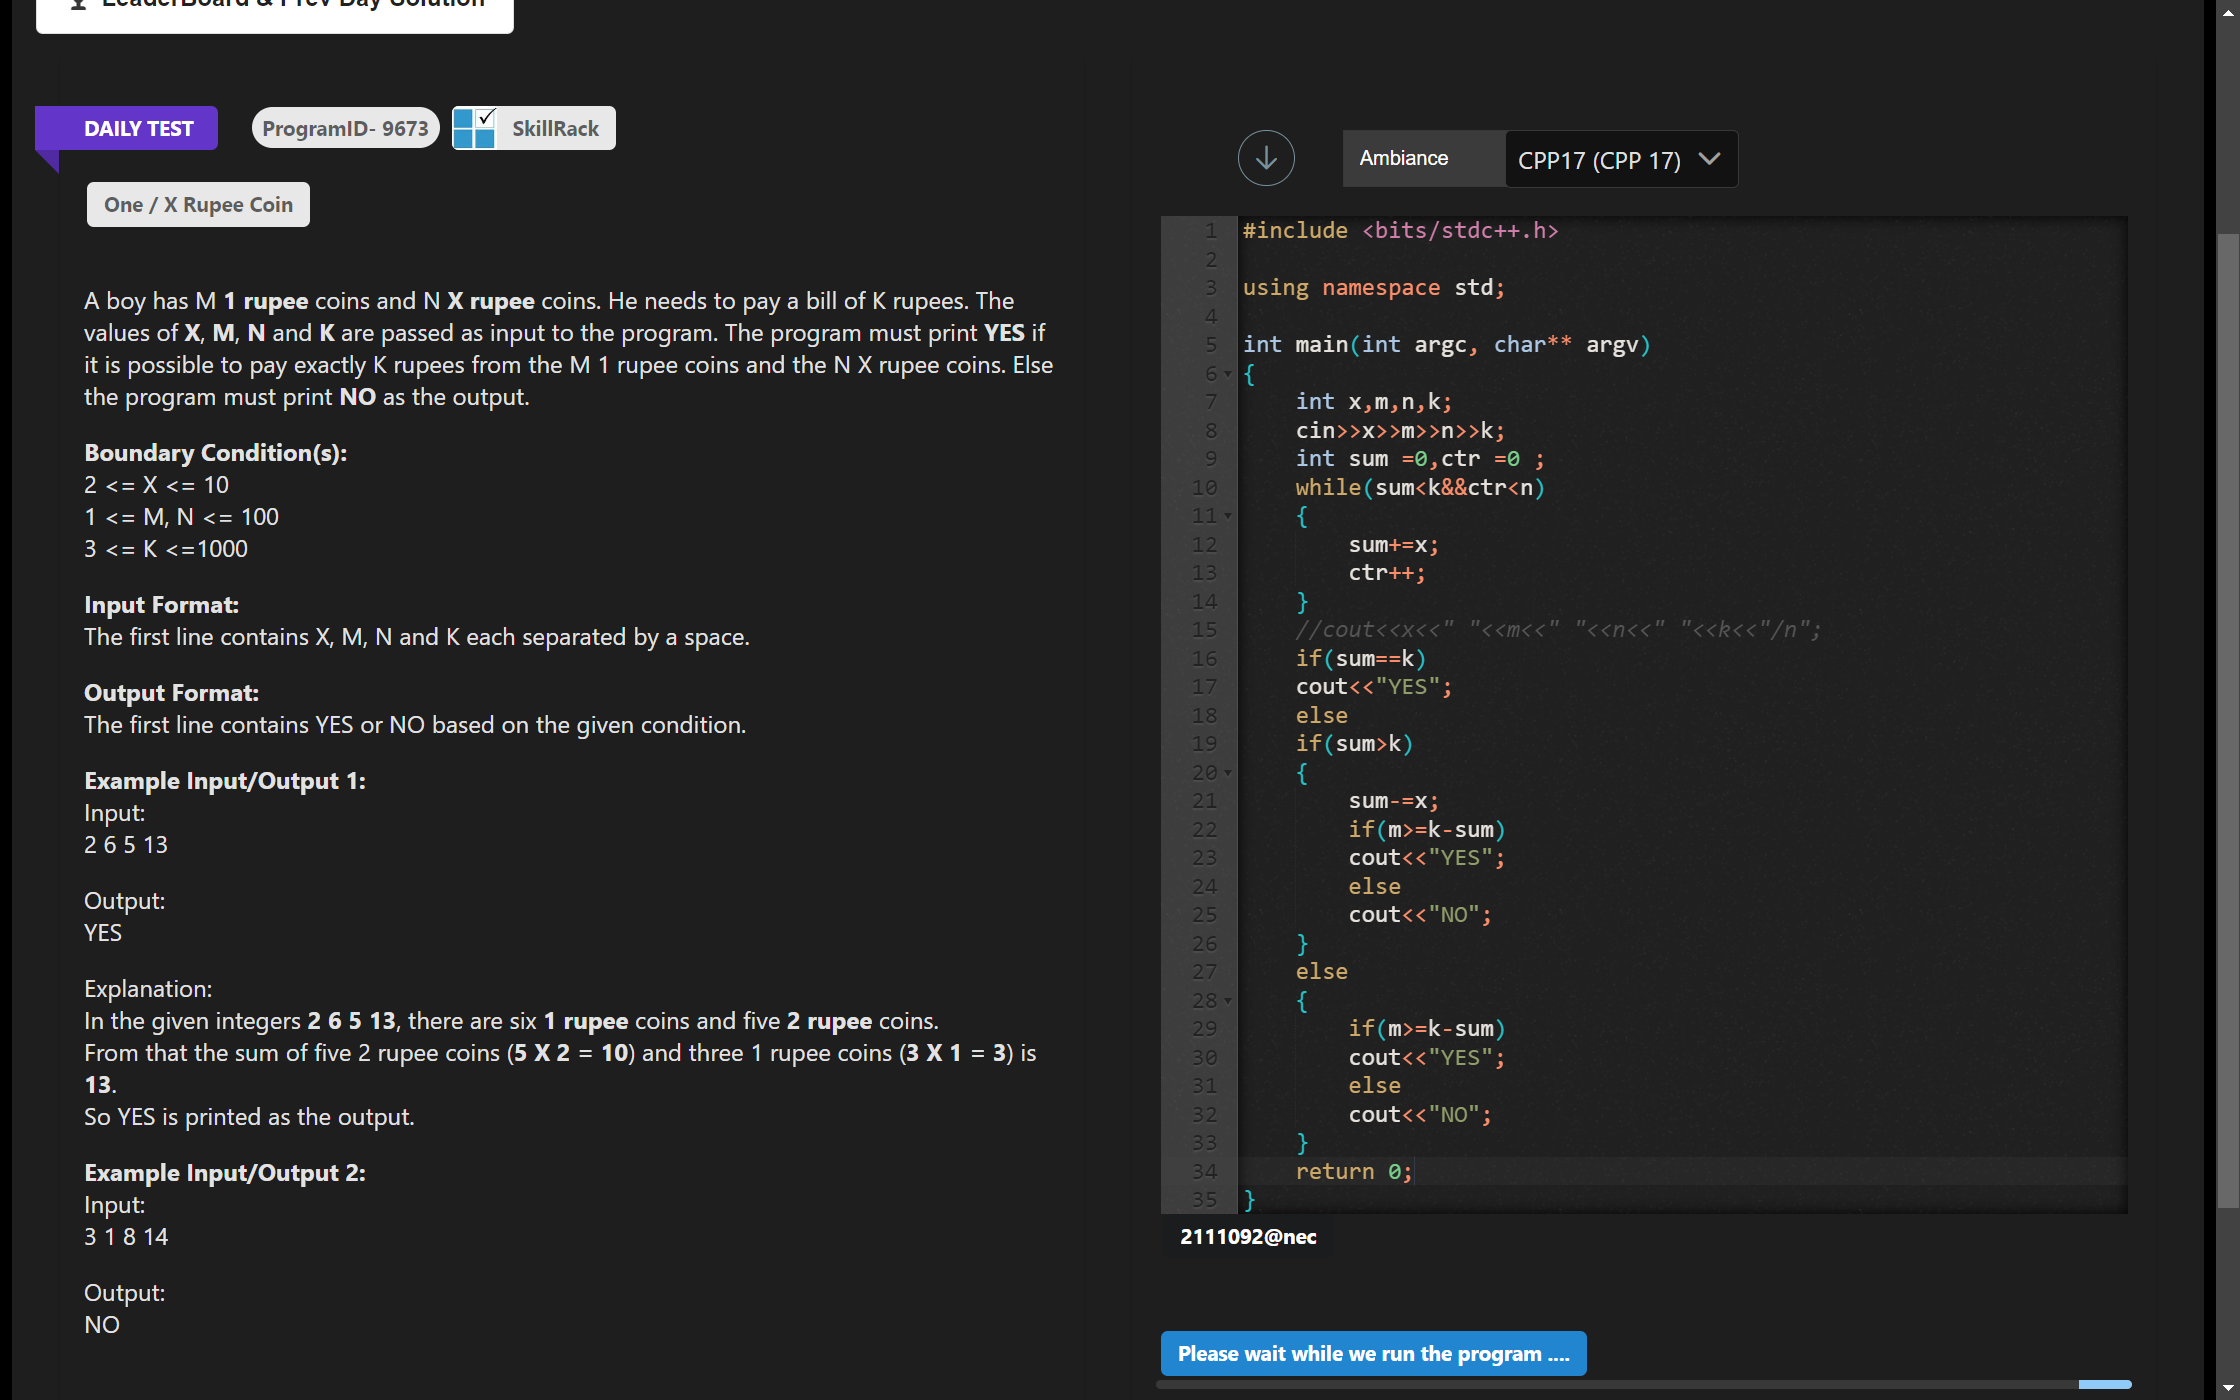 LeaderBoard & Prev Day Solution
DAILY TEST
ProgramID- 9673
SkillRack
One / X Rupee Coin
A boy has M 1 rupee coins and N X rupee coins. He needs to pay a bill of K rupees. The
values of X, M, N and K are passed as input to the program. The program must print YES if
it is possible to pay exactly K rupees from the M 1 rupee coins and the N X rupee coins. Else
the program must print NO as the output.
Boundary Condition(s):
2 <= X <= 10
1 <= M, N <= 100
3 <= K <=1000
Input Format:
The first line contains X, M, N and K each separated by a space.
Output Format:
The first line contains YES or NO based on the given condition.
Example Input/Output 1:
Input:
2 6 5 13
Output:
YES
Explanation:
In the given integers 2 6 5 13, there are six 1 rupee coins and five 2 rupee coins.
From that the sum of five 2 rupee coins (5 X 2 = 10) and three 1 rupee coins (3 X 1 = 3) is
13.
So YES is printed as the output.
Example Input/Output 2:
Input:
3 1 8 14
Output:
NO
Ambiance
CPP17 (CPP 17)
1 #include <bits/stdc++.h>
2
3 using namespace std;
4
5 int main(int argc, char** argv)
6 {
7 int x,m,n,k;
8 cin>>x>>m>>n>>k;
9 int sum =0,ctr =0 ;
10 while(sum<k&&ctr<n)
11 {
12 sum+=x;
13 ctr++;
14 }
15 //cout<<x<<" "<<m<<" "<<n<<" "<<k<<"/n";
16 if(sum==k)
17 cout<<"YES";
18 else
19 if(sum>k)
20 {
21 sum-=x;
22 if(m>=k-sum)
23 cout<<"YES";
24 else
25 cout<<"NO";
26 }
27 else
28 {
29 if(m>=k-sum)
30 cout<<"YES";
31 else
32 cout<<"NO";
33 }
34 return 0;
35 }
2111092@nec
Please wait while we run the program ....